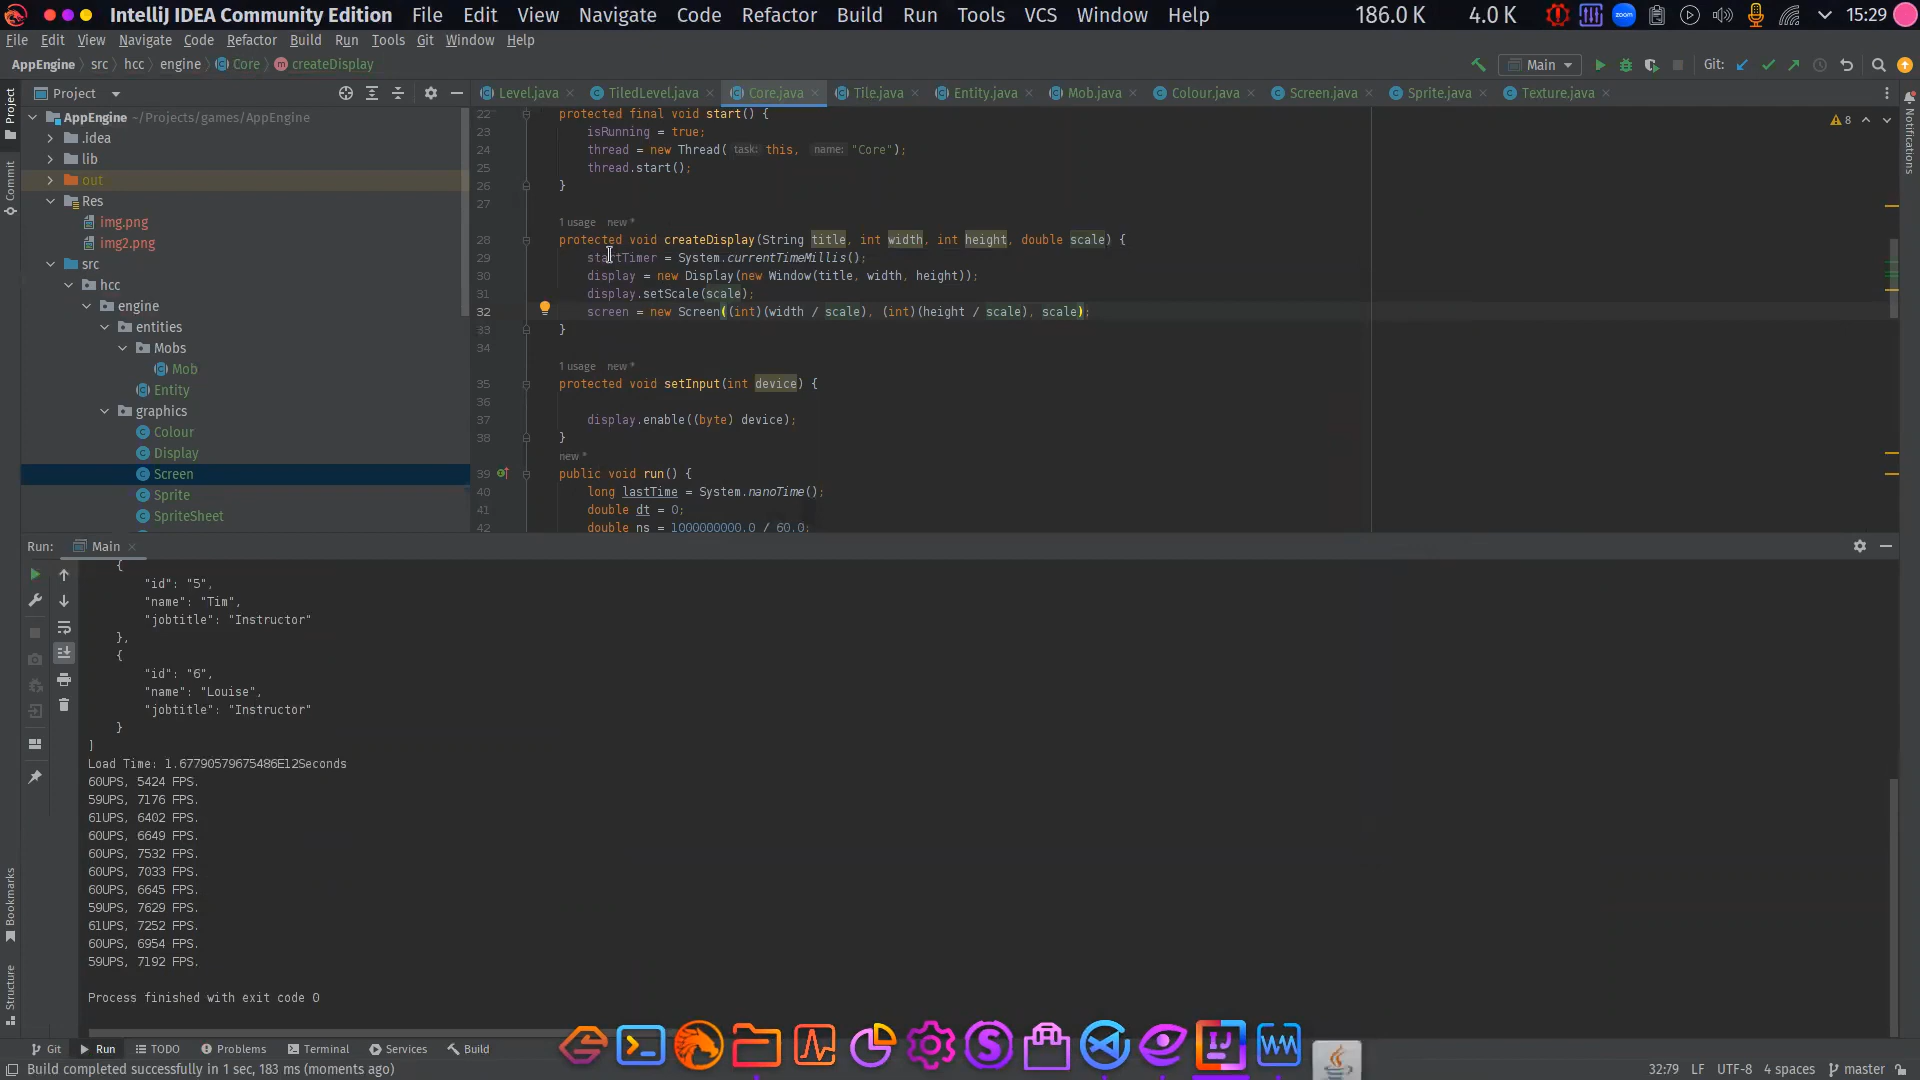 IntelliJ IDEA Community Edition File Edit View Navigate Code Refactor Build Run Tools VCS Window Help 186.0 K 4.0 K zoom 15:29
File Edit View Navigate Code Refactor Build Run Tools Git Window Help
AppEngine src hcc engine Core createDisplay Main Git:
Project
Level.java TiledLevel.java Core.java Tile.java Entity.java Mob.java Colour.java Screen.java Sprite.java Texture.java
Project
Commit
Bookmarks
Structure
Notifications
AppEngine ~/Projects/games/AppEngine
.idea
lib
out
Res
img.png
img2.png
src
hcc
engine
entities
Mobs
Mob
Entity
graphics
Colour
Display
Screen
Sprite
SpriteSheet
8
22 protected final void start() {
23 isRunning = true;
24 thread = new Thread( task: this, name: "Core");
25 thread.start();
26 }
27
1 usage new *
28 protected void createDisplay(String title, int width, int height, double scale) {
29 startTimer = System.currentTimeMillis();
30 display = new Display(new Window(title, width, height));
31 display.setScale(scale);
32 screen = new Screen((int)(width / scale), (int)(height / scale), scale);
33 }
34
1 usage new *
35 protected void setInput(int device) {
36
37 display.enable((byte) device);
38 }
new *
39 public void run() {
40 long lastTime = System.nanoTime();
41 double dt = 0;
42 double ns = 1000000000.0 / 60.0;
Run: Main
{
"id": "5",
"name": "Tim",
"jobtitle": "Instructor"
},
{
"id": "6",
"name": "Louise",
"jobtitle": "Instructor"
}
]
Load Time: 1.67790579675486E12Seconds
60UPS, 5424 FPS.
59UPS, 7176 FPS.
61UPS, 6402 FPS.
60UPS, 6649 FPS.
60UPS, 7532 FPS.
60UPS, 7033 FPS.
60UPS, 6645 FPS.
59UPS, 7629 FPS.
61UPS, 7252 FPS.
60UPS, 6954 FPS.
59UPS, 7192 FPS.
Process finished with exit code 0
Git Run TODO Problems Terminal Services Build
Build completed successfully in 1 sec, 183 ms (moments ago) 32:79 LF UTF-8 4 spaces master